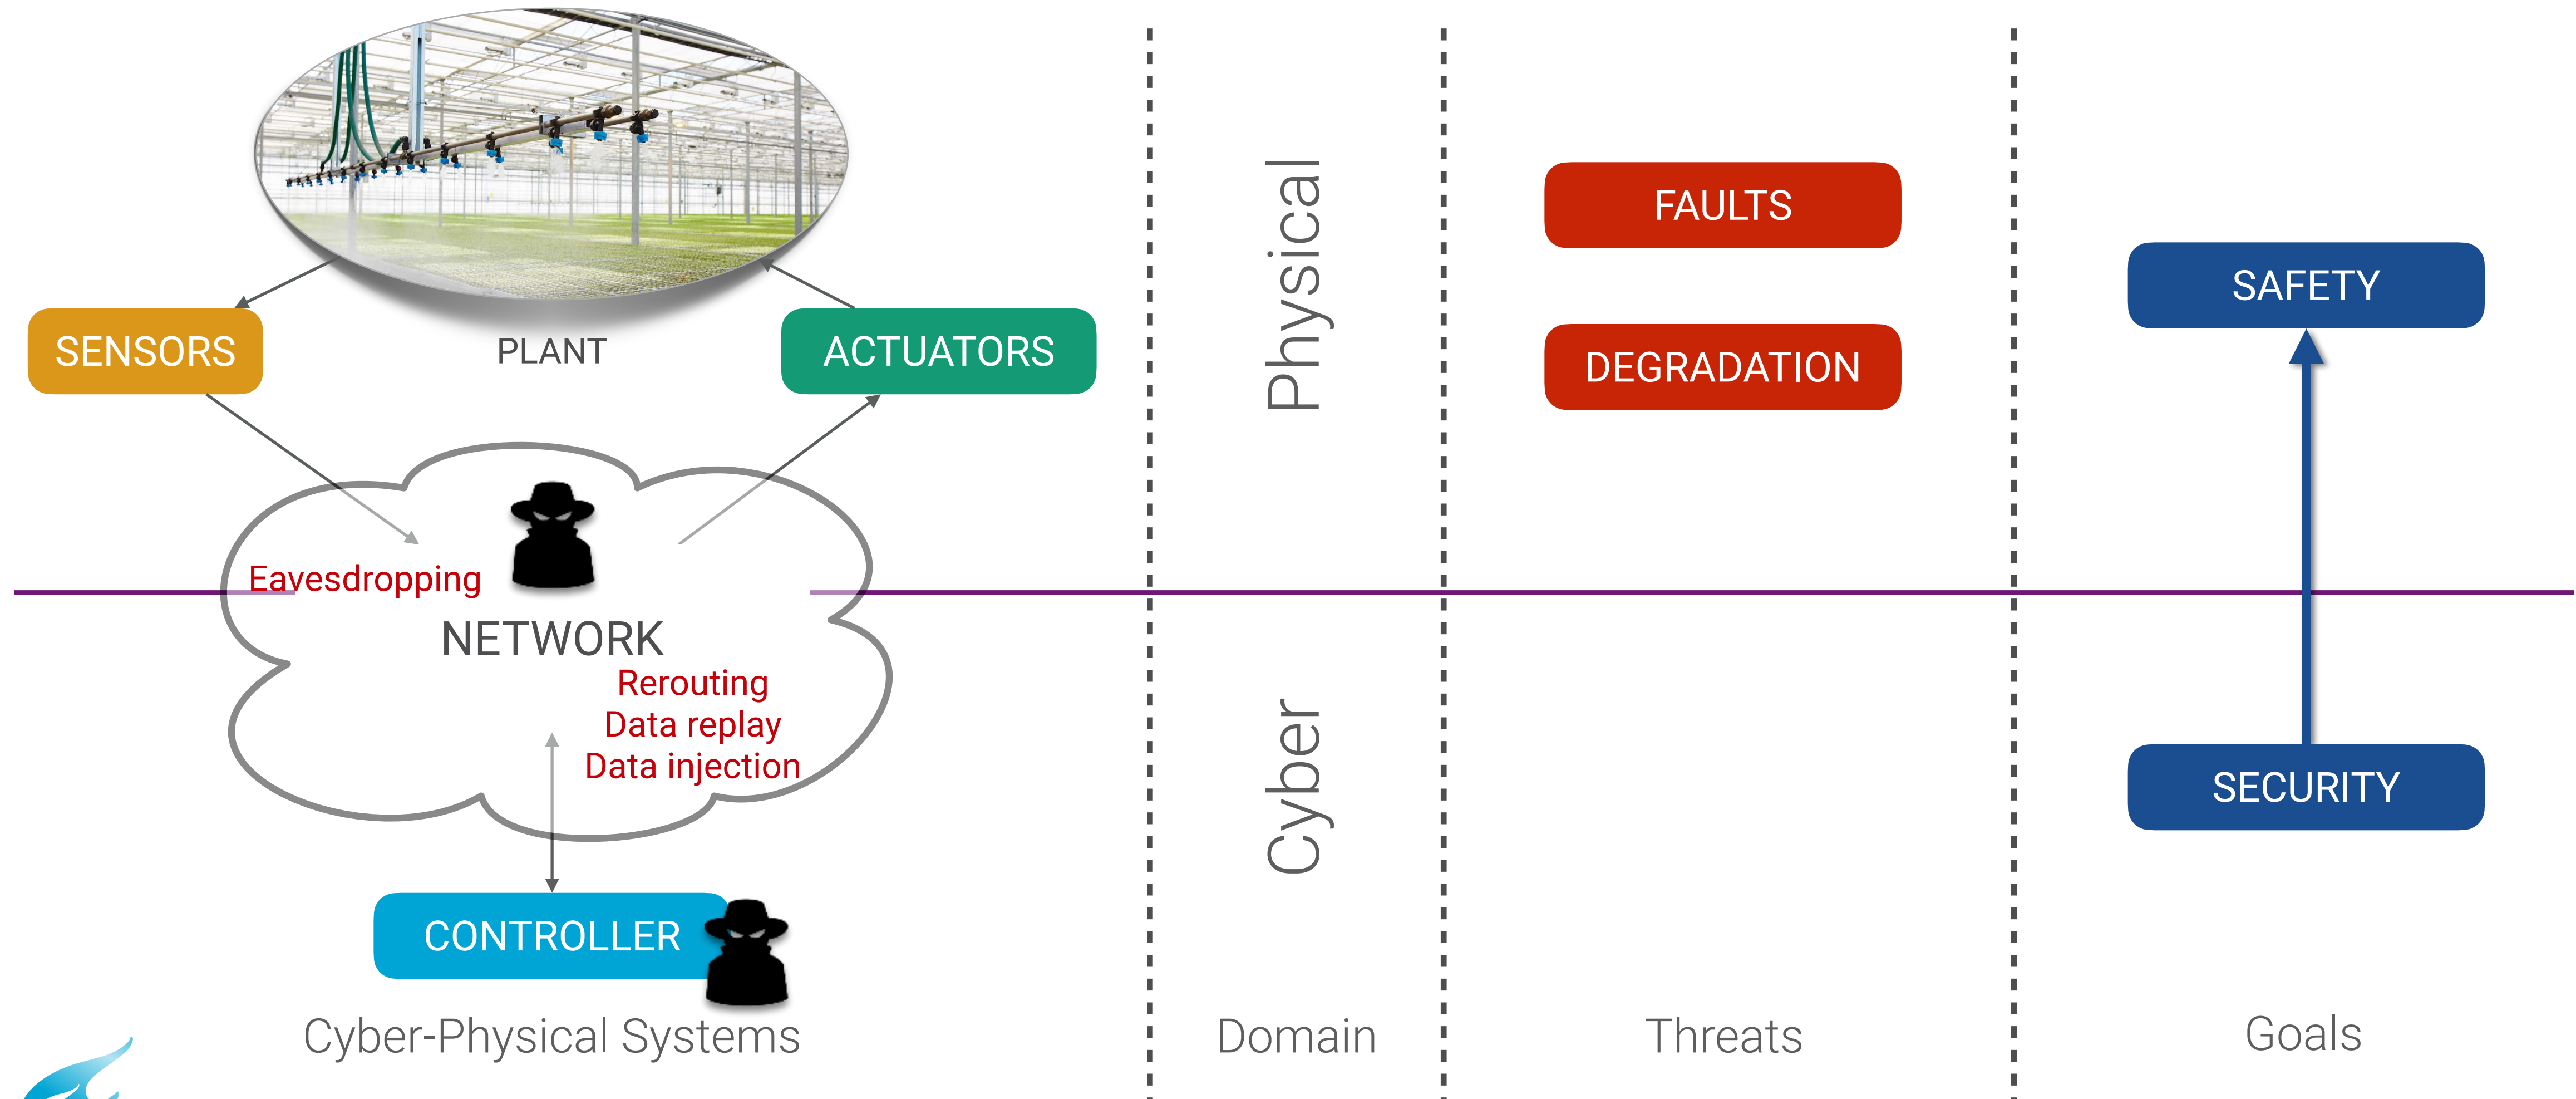 SENSORS
PLANT
ACTUATORS
Eavesdropping
NETWORK
Rerouting
Data replay
Data injection
CONTROLLER
Cyber-Physical Systems
Physical
Cyber
Domain
FAULTS
DEGRADATION
Threats
SAFETY
SECURITY
Goals